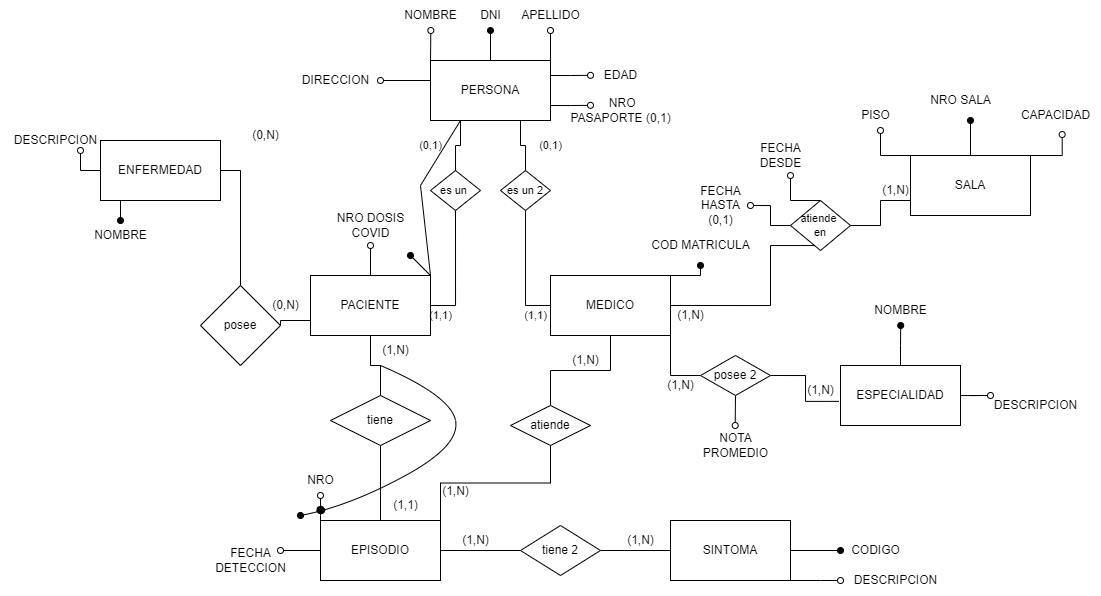 NOMBRE
DNI
APELLIDO
DIRECCION
EDAD
PERSONA
NRO
PASAPORTE (0,1)
NRO SALA
PISO
CAPACIDAD
DESCRIPCION
(0,N)
ENFERMEDAD
NOMBRE
(0,1)
(0,1)
FECHA
DESDE
es un
es un 2
FECHA
HASTA
(0,1)
(1,N)
SALA
atiende
en
NRO DOSIS
COVID
COD MATRICULA
posee
(0,N)
PACIENTE
(1,1)
(1,1)
MEDICO
(1,N)
NOMBRE
(1,N)
(1,N)
posee 2
(1,N)
(1,N)
ESPECIALIDAD
DESCRIPCION
tiene
atiende
NOTA
PROMEDIO
NRO
(1,1)
(1,N)
FECHA
DETECCION
EPISODIO
(1,N)
tiene 2
(1,N)
SINTOMA
CODIGO
DESCRIPCION